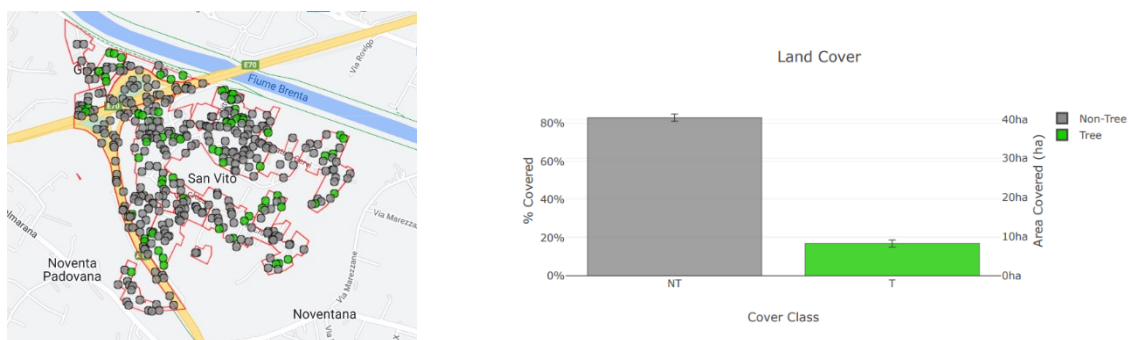 E70
Via Rovigo
Fiume Brenta
E70
San Vito
Via Marezzane
almarana
Noventa
Padovana
Via Marezzane
Noventana
Land Cover
80%
60%
40%
20%
0%
% Covered
40ha
30ha
20ha
10ha
0ha
Area Covered (ha)
NT
T
Cover Class
Non-Tree
Tree